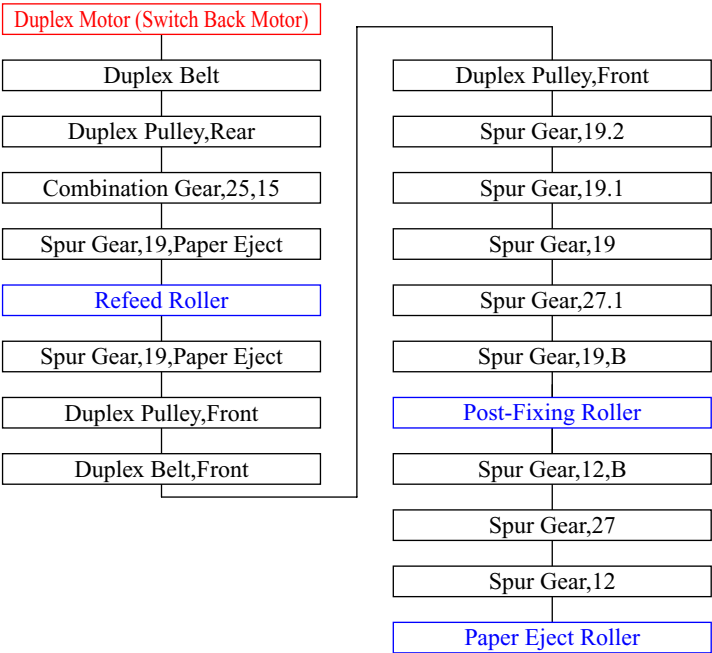 Duplex Motor (Switch Back Motor)
Duplex Belt
Duplex Pulley,Rear
Combination Gear,25,15
Spur Gear,19,Paper Eject
Refeed Roller
Spur Gear,19,Paper Eject
Duplex Pulley,Front
Duplex Belt,Front
Duplex Pulley,Front
Spur Gear,19.2
Spur Gear,19.1
Spur Gear,19
Spur Gear,27.1
Spur Gear,19,B
Post-Fixing Roller
Spur Gear,12,B
Spur Gear,27
Spur Gear,12
Paper Eject Roller